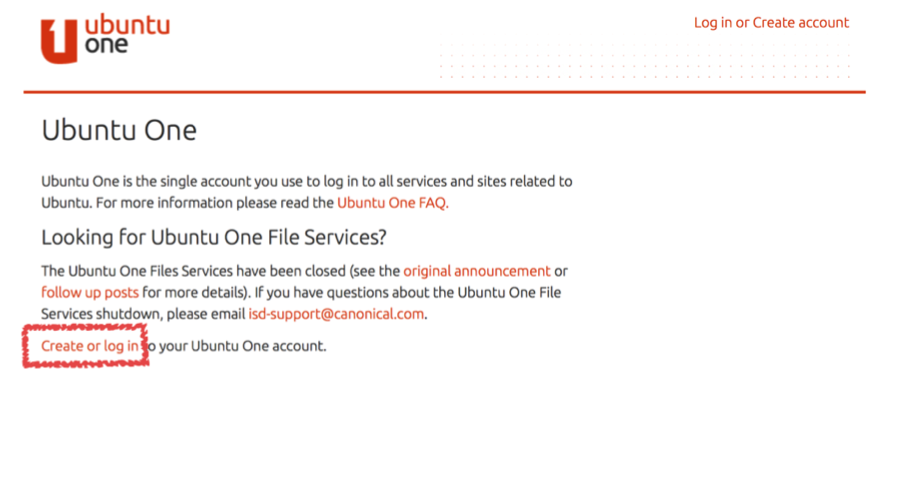 ubuntu
one
Log in or Create account
Ubuntu One
Ubuntu One is the single account you use to log in to all services and sites related to
Ubuntu. For more information please read the Ubuntu One FAQ.
Looking for Ubuntu One File Services?
The Ubuntu One Files Services have been closed (see the original announcement or
follow up posts for more details). If you have questions about the Ubuntu One File
Services shutdown, please email isd-support@canonical.com.
Create or log in to your Ubuntu One account.